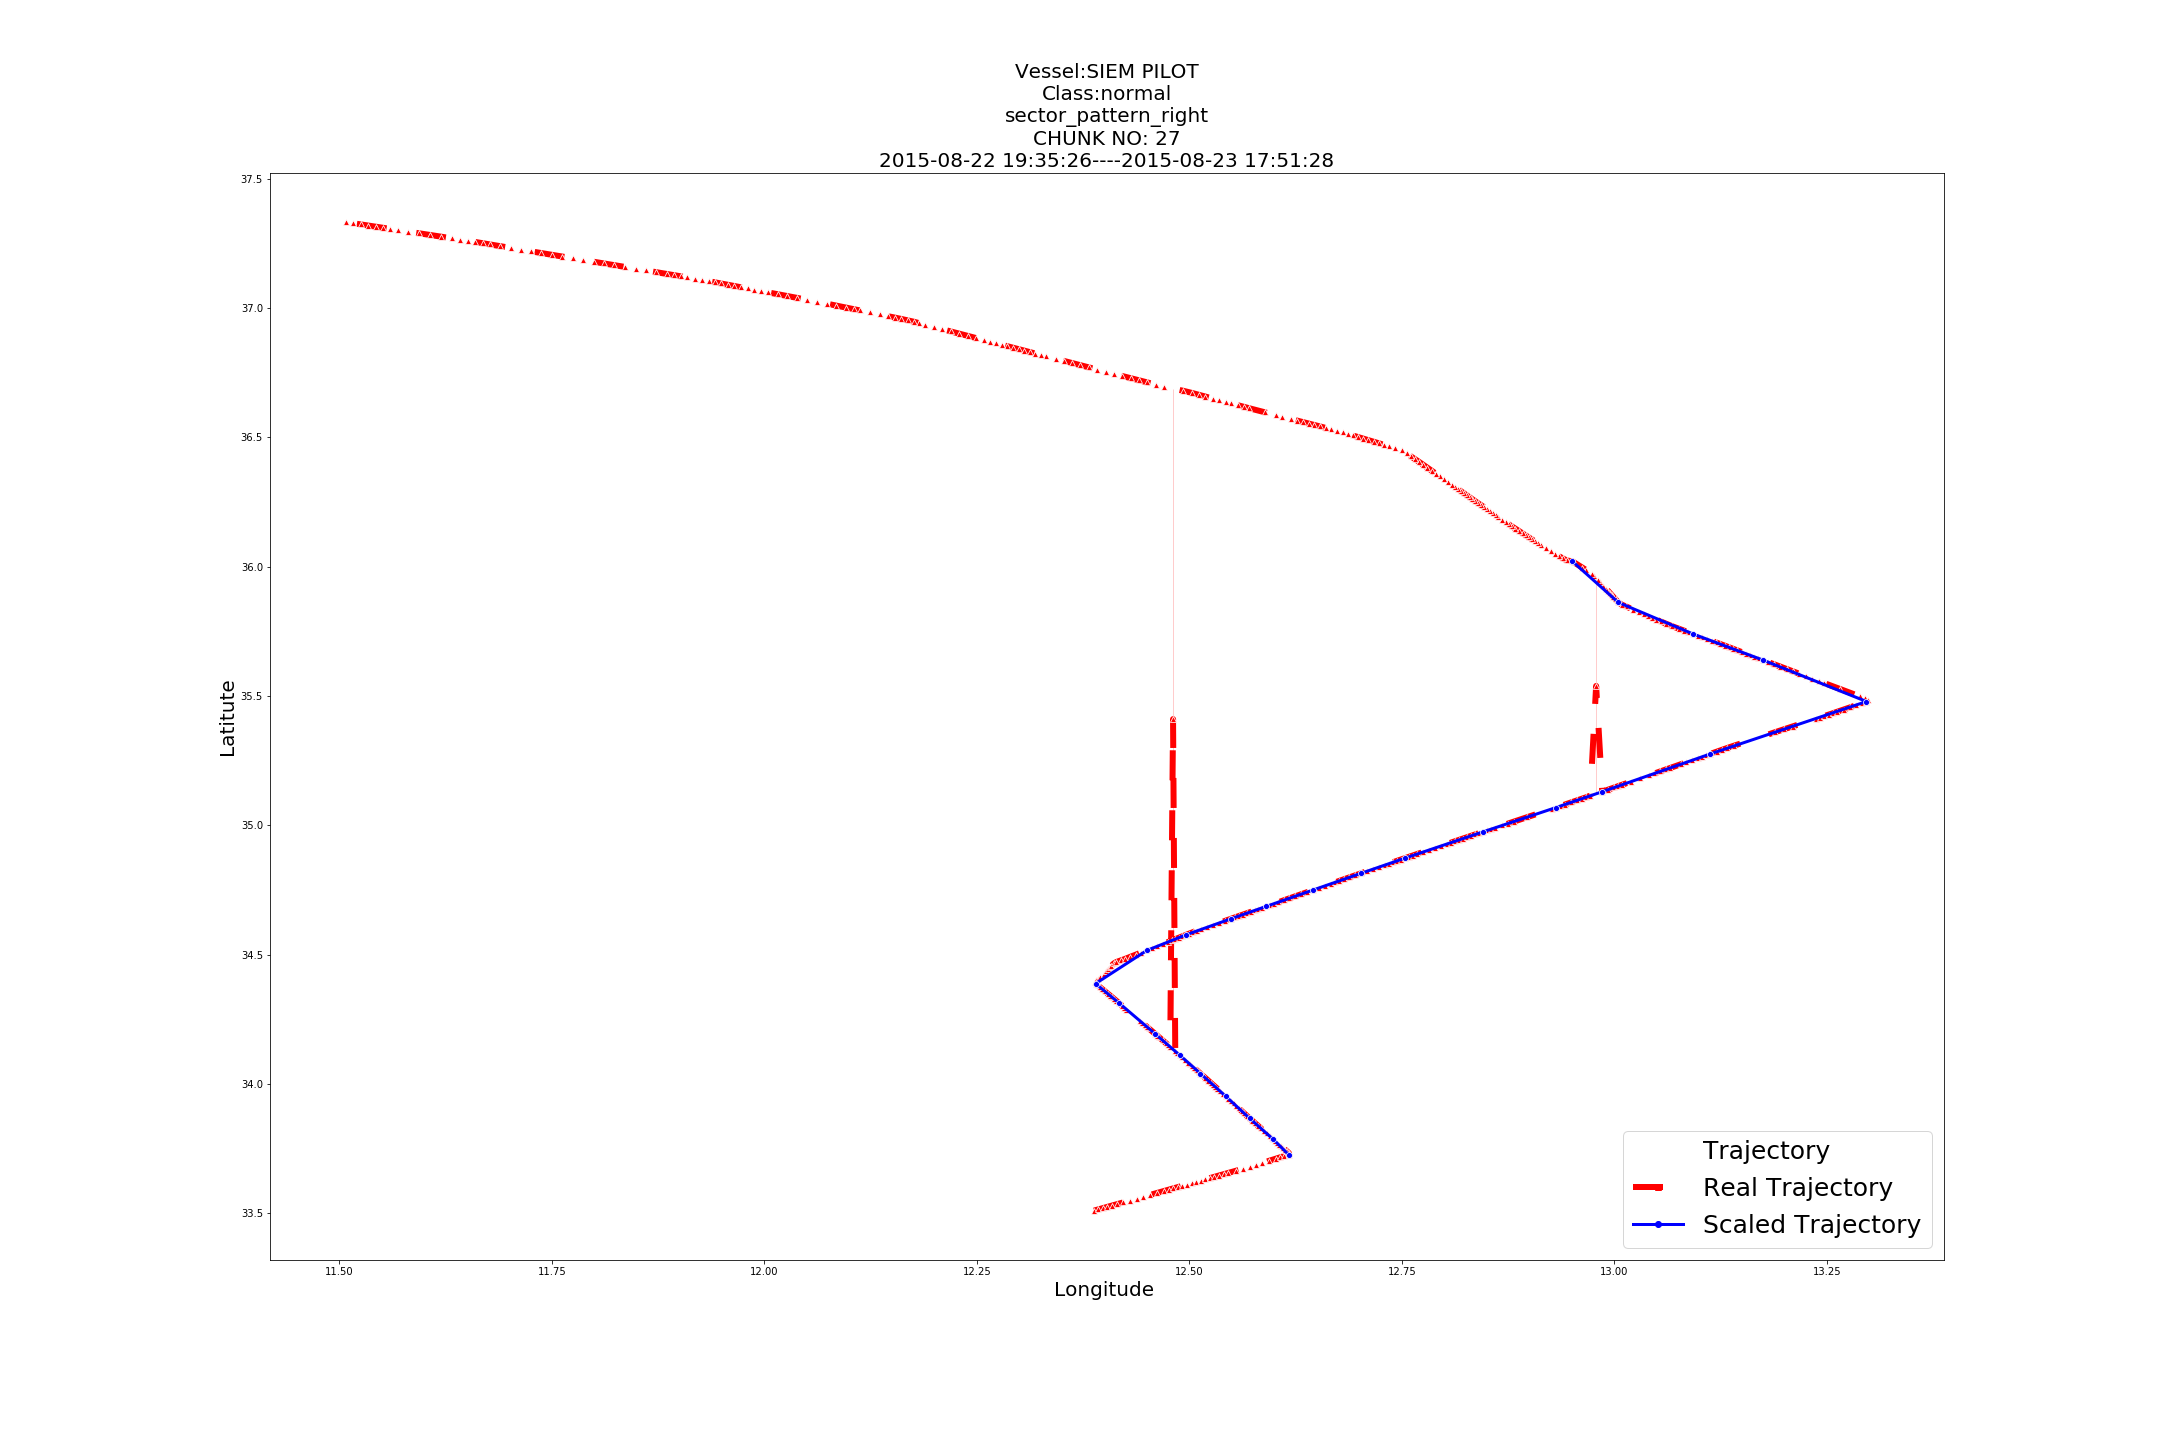 Vessel:SIEM PILOT
Class:normal
sector_pattern_right
CHUNK NO: 27
2015-08-22 19:35:26----2015-08-23 17:51:28
37.5
37.0
36.5
36.0
35.5
35.0
34.5
34.0
33.5
Latitute
11.50
11.75
12.00
12.25
12.50
12.75
13.00
13.25
Longitude
Trajectory
Real Trajectory
Scaled Trajectory